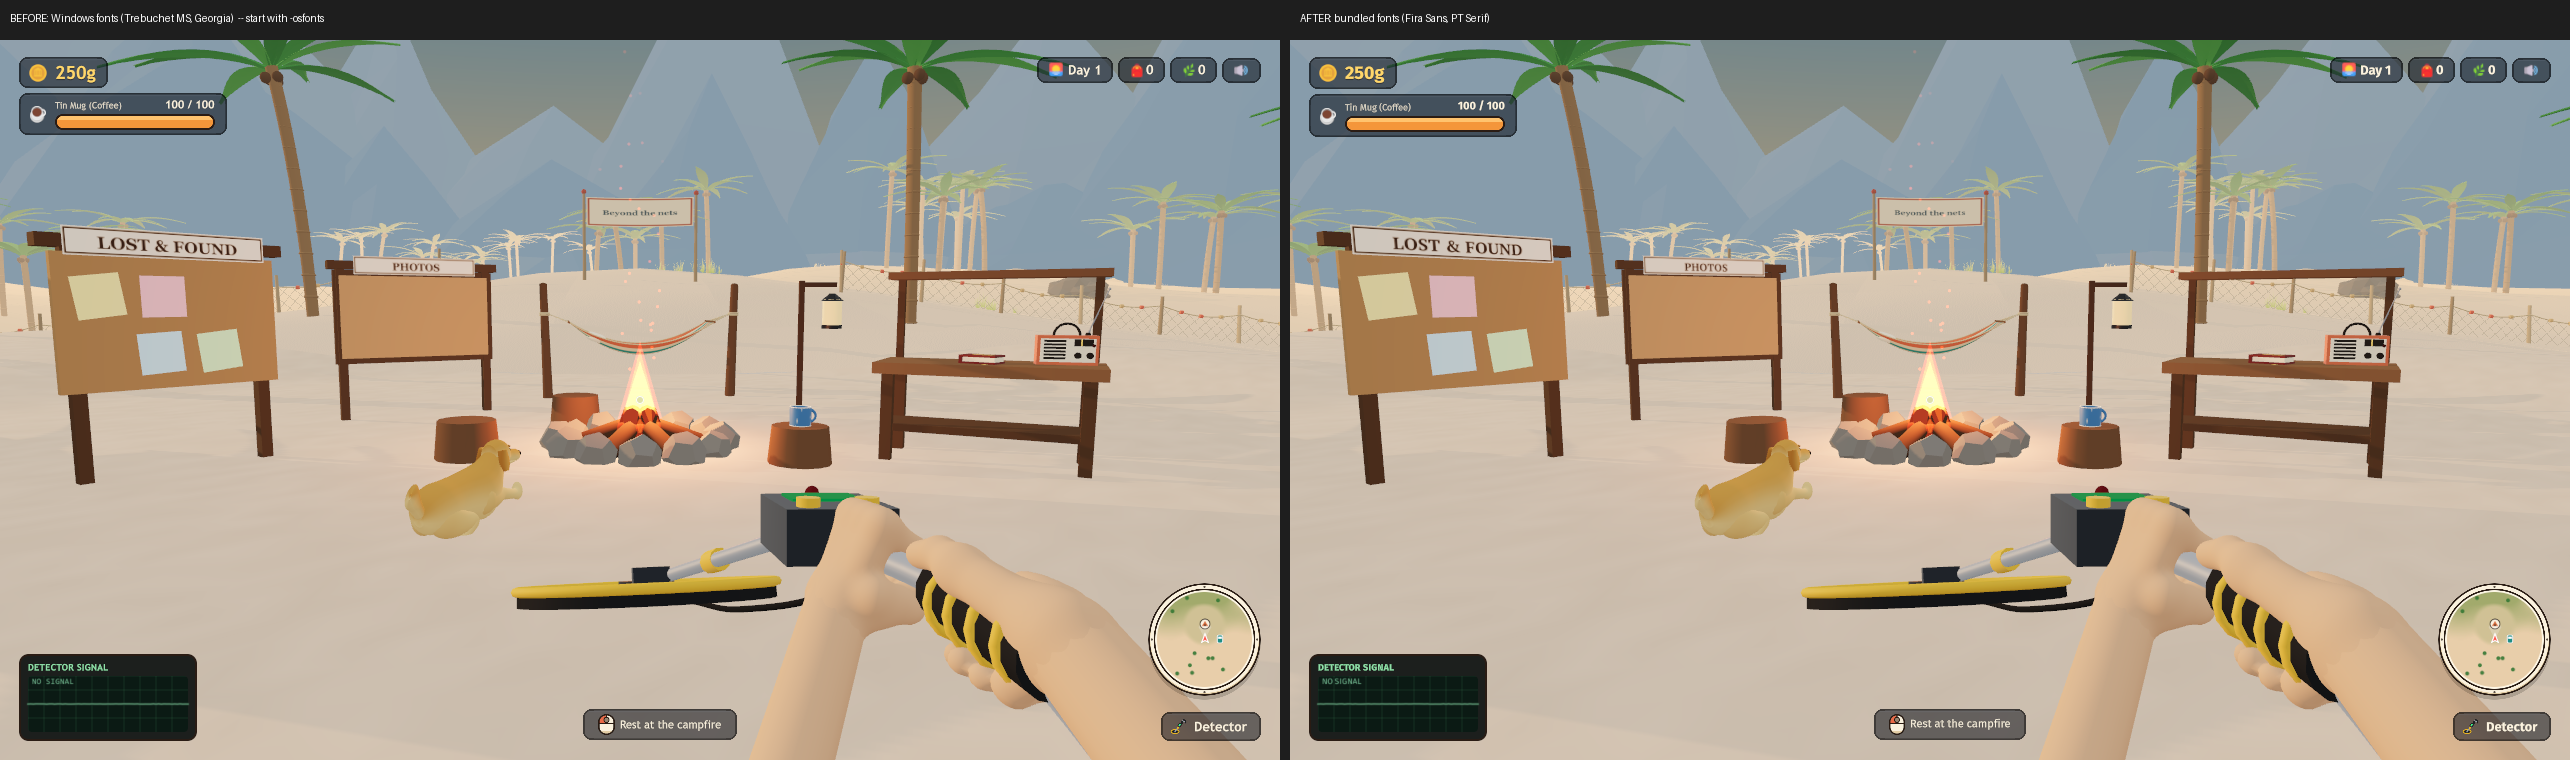 BEFORE: Windows fonts (Trebuchet MS, Georgia) -- start with -osfonts
250g
Day 1
0
0
Tin Mug (Coffee)
100 / 100
Beyond the nets
LOST & FOUND
PHOTOS
DETECTOR SIGNAL
NO SIGNAL
Rest at the campfire
Detector
AFTER: bundled fonts (Fira Sans, PT Serif)
250g
Day 1
0
0
Tin Mug (Coffee)
100 / 100
Beyond the nets
LOST & FOUND
PHOTOS
DETECTOR SIGNAL
NO SIGNAL
Rest at the campfire
Detector